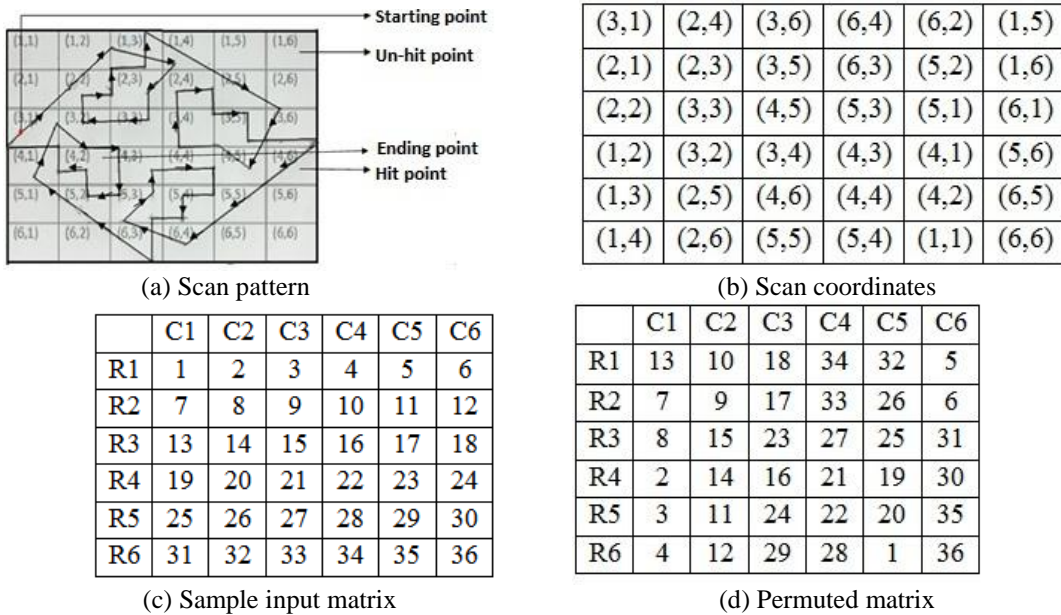 Starting point
(1,1) (1,2) (1,3) (1,4) (1,5) (1,6)
Un-hit point
(2,1) (2,2) (2,3) (2,4) (2,5) (2,6)
(3,1) (3,2) (3,3) (3,4) (3,5) (3,6)
Ending point
(4,1) (4,2) (4,3) (4,4) (4,5) (4,6)
Hit point
(5,1) (5,2) (5,3) (5,4) (5,5) (5,6)
(6,1) (6,2) (6,3) (6,4) (6,5) (6,6)
(a) Scan pattern
(3,1) (2,4) (3,6) (6,4) (6,2) (1,5)
(2,1) (2,3) (3,5) (6,3) (5,2) (1,6)
(2,2) (3,3) (4,5) (5,3) (5,1) (6,1)
(1,2) (3,2) (3,4) (4,3) (4,1) (5,6)
(1,3) (2,5) (4,6) (4,4) (4,2) (6,5)
(1,4) (2,6) (5,5) (5,4) (1,1) (6,6)
(b) Scan coordinates
C1 C2 C3 C4 C5 C6
R1 1 2 3 4 5 6
R2 7 8 9 10 11 12
R3 13 14 15 16 17 18
R4 19 20 21 22 23 24
R5 25 26 27 28 29 30
R6 31 32 33 34 35 36
(c) Sample input matrix
C1 C2 C3 C4 C5 C6
R1 13 10 18 34 32 5
R2 7 9 17 33 26 6
R3 8 15 23 27 25 31
R4 2 14 16 21 19 30
R5 3 11 24 22 20 35
R6 4 12 29 28 1 36
(d) Permuted matrix